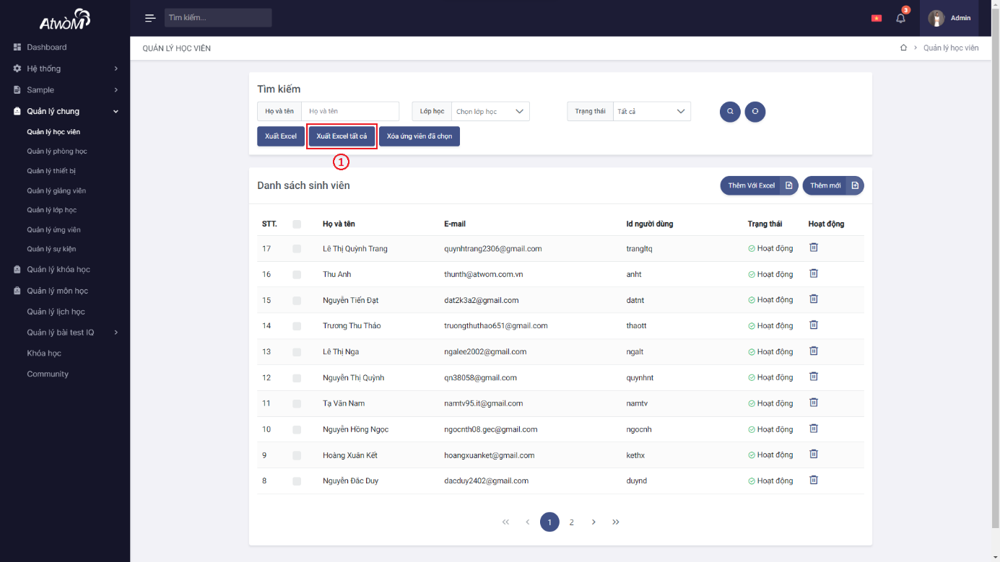 AtwoM
Dashboard
Hệ thống
Sample
Quản lý chung
Quản lý học viên
Quản lý phòng học
Quản lý thiết bị
Quản lý giảng viên
Quản lý lớp học
Quản lý ứng viên
Quản lý sự kiện
Quản lý khóa học
Quản lý môn học
Quản lý lịch học
Quản lý bài test IQ
Khóa học
Community
Tìm kiếm...
3
Admin
QUẢN LÝ HỌC VIÊN
Quản lý học viên
Tìm kiếm
Họ và tên Họ và tên Lớp học Chọn lớp học Trạng thái Tất cả
Xuất Excel Xuất Excel tất cả Xóa ứng viên đã chọn
1
Danh sách sinh viên Thêm Với Excel Thêm mới
STT. Họ và tên E-mail Id người dùng Trạng thái Hoạt động
17 Lê Thị Quỳnh Trang quynhtrang2306@gmail.com trangltq Hoạt động
16 Thu Anh thunth@atwom.com.vn anht Hoạt động
15 Nguyễn Tiến Đạt dat2k3a2@gmail.com datnt Hoạt động
14 Trương Thu Thảo truongthuthao651@gmail.com thaott Hoạt động
13 Lê Thị Nga ngalee2002@gmail.com ngalt Hoạt động
12 Nguyễn Thị Quỳnh qn38058@gmail.com quynhnt Hoạt động
11 Tạ Văn Nam namtv95.it@gmail.com namtv Hoạt động
10 Nguyễn Hồng Ngọc ngocnth08.gec@gmail.com ngocnh Hoạt động
9 Hoàng Xuân Kết hoangxuanket@gmail.com kethx Hoạt động
8 Nguyễn Đắc Duy dacduy2402@gmail.com duynd Hoạt động
1 2